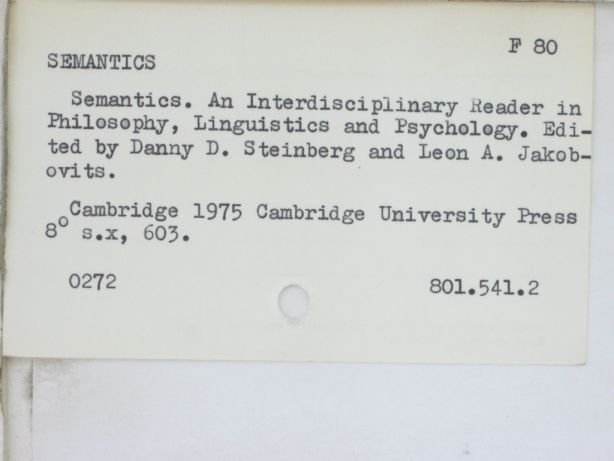 F 80
SEMANTICS
Semantics. An Interdisciplinary Reader in
Philosophy, Linguistics and Psychology. Edi-
ted by Danny D. Steinberg and Leon A. Jakob-
ovits.
Cambridge 1975 Cambridge University Press
8° s.x, 603.
0272 801.541.2